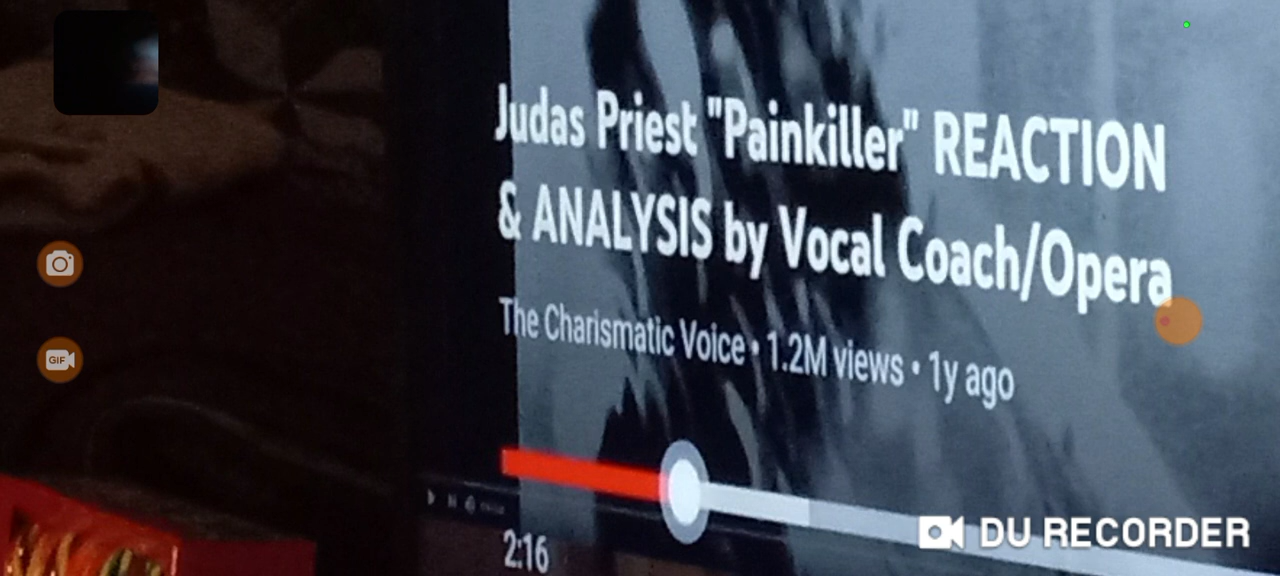 Judas Priest "Painkiller" REACTION
& ANALYSIS by Vocal Coach/Opera
The Charismatic Voice • 1.2M views • 1y ago
GIF
2:16
DU RECORDER